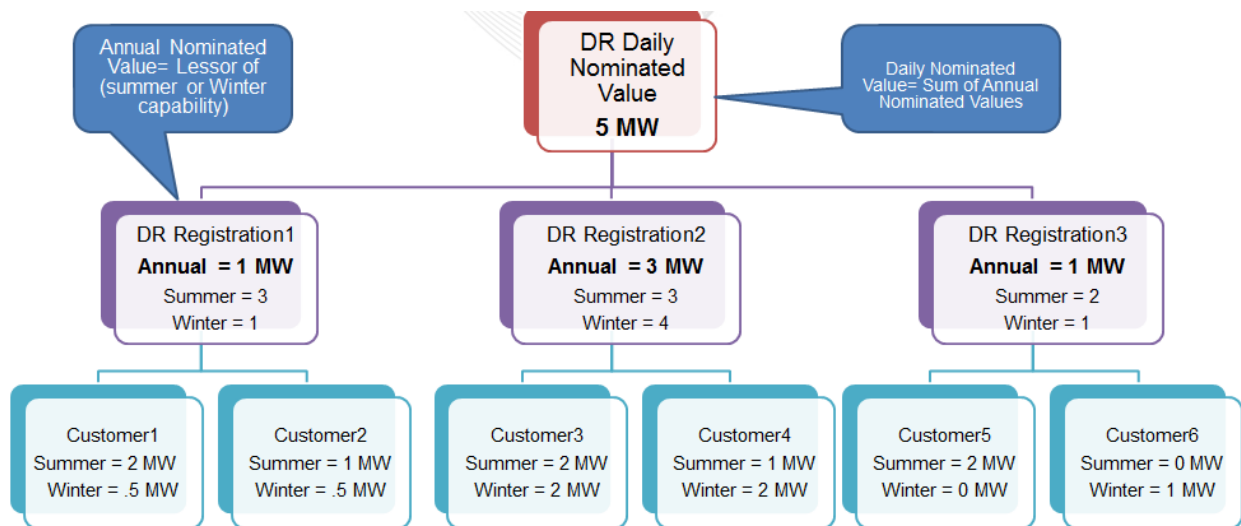 Annual Nominated
Value= Lessor of
(summer or Winter
capability)
DR Daily
Nominated
Value
5 MW
Daily Nominated
Value= Sum of Annual
Nominated Values
DR Registration1
Annual = 1 MW
Summer = 3
Winter = 1
DR Registration2
Annual = 3 MW
Summer = 3
Winter = 4
DR Registration3
Annual = 1 MW
Summer = 2
Winter = 1
Customer1
Summer = 2 MW
Winter = .5 MW
Customer2
Summer = 1 MW
Winter = .5 MW
Customer3
Summer = 2 MW
Winter = 2 MW
Customer4
Summer = 1 MW
Winter = 2 MW
Customer5
Summer = 2 MW
Winter = 0 MW
Customer6
Summer = 0 MW
Winter = 1 MW